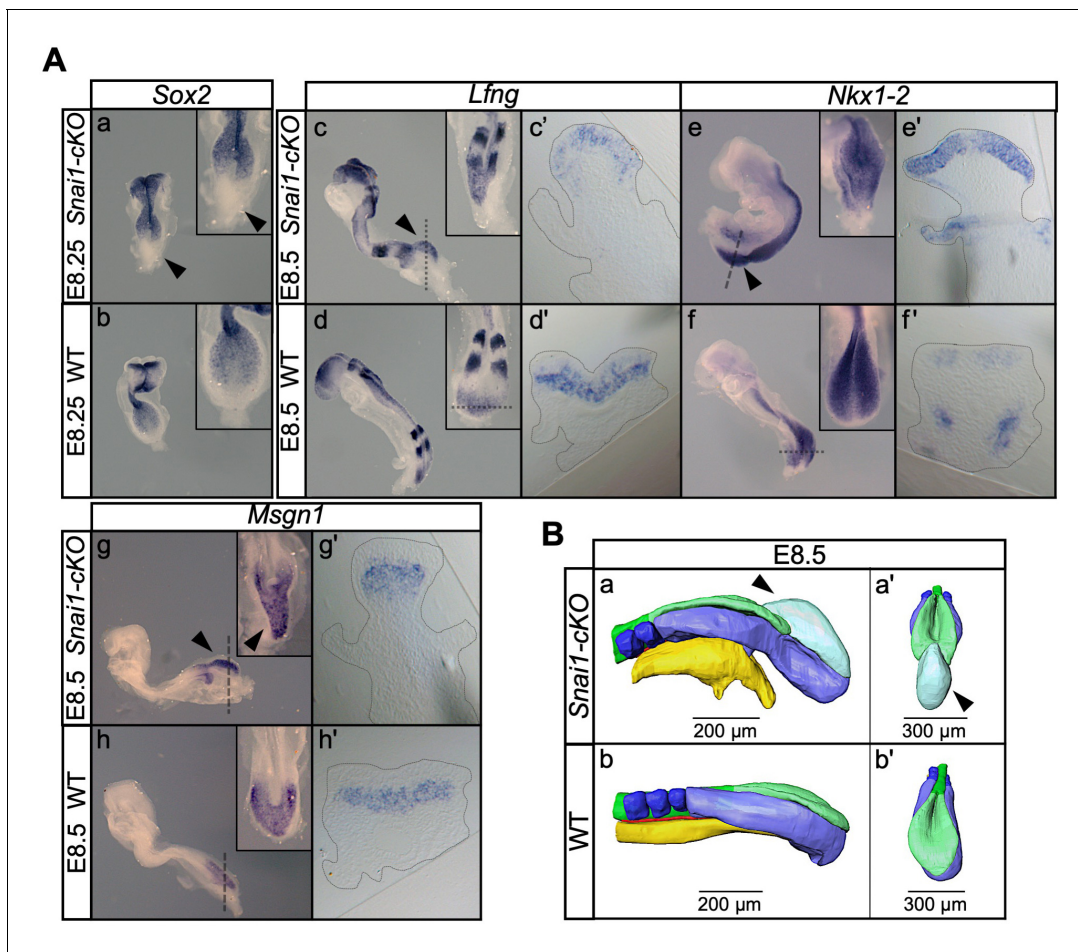 A
Sox2
Lfng
Nkx1-2
E8.25 Snai1-cKO
a
E8.5 Snai1-cKO
c
c'
e
e'
E8.25 WT
b
E8.5 WT
d
d'
f
f'
Msgn1
E8.5 Snai1-cKO
g
g'
E8.5 WT
h
h'
B
E8.5
Snai1-cKO
a
a'
200 µm
300 µm
WT
b
b'
200 µm
300 µm